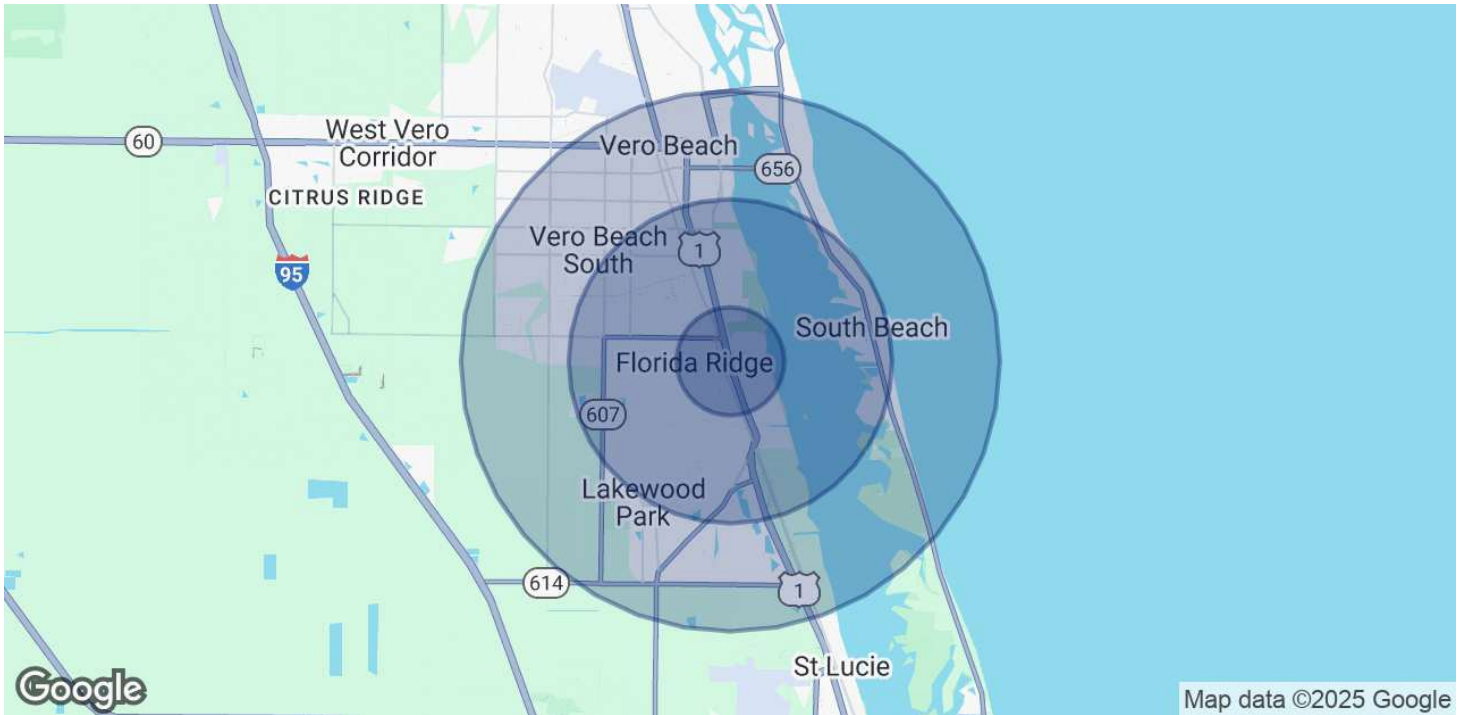 West Vero
Corridor
60
Vero Beach
656
CITRUS RIDGE
Vero Beach
South
1
95
South Beach
Florida Ridge
607
Lakewood
Park
614
1
St Lucie
Google
Map data ©2025 Google